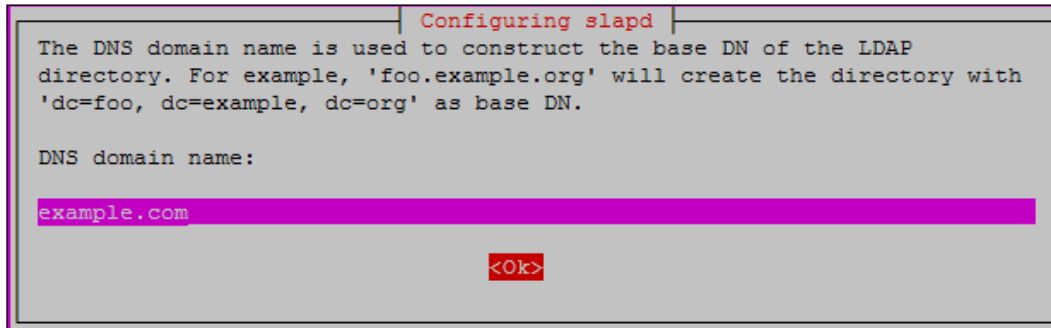 Configuring slapd
The DNS domain name is used to construct the base DN of the LDAP
directory. For example, 'foo.example.org' will create the directory with
'dc=foo, dc=example, dc=org' as base DN.
DNS domain name:
example.com
<Ok>